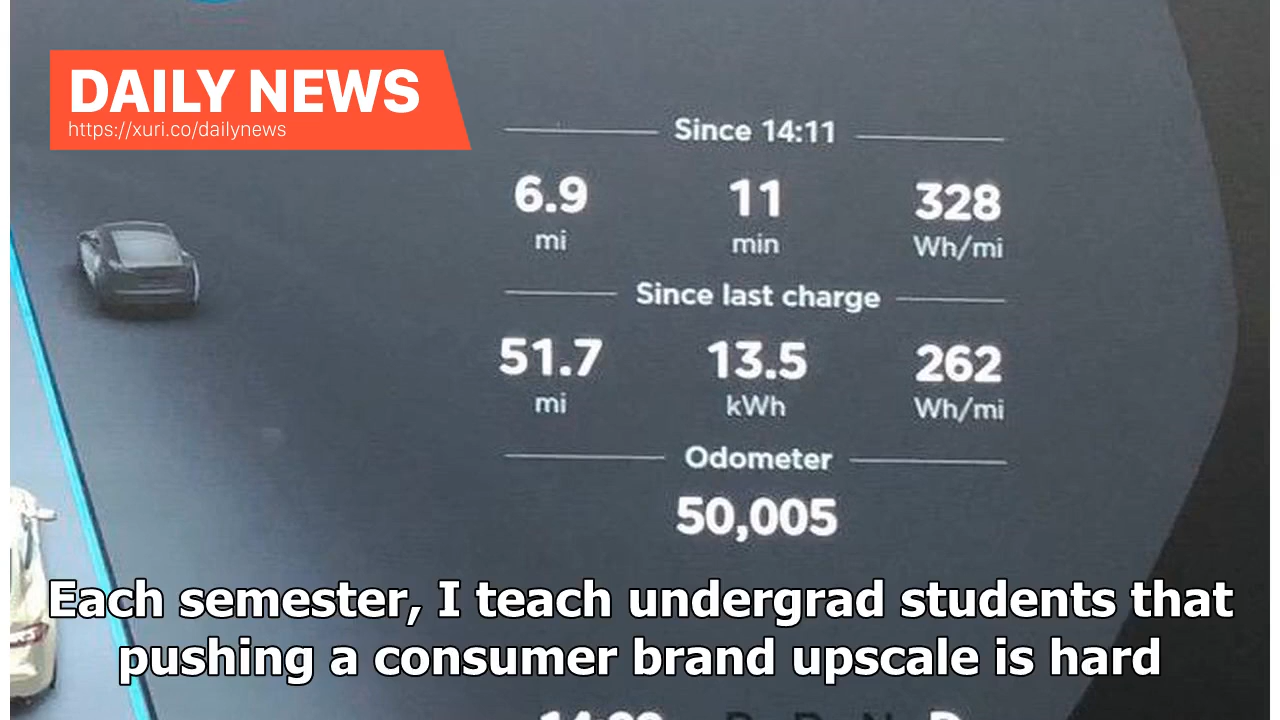 DAILY NEWS
https://xuri.co/dailynews
Since 14:11
6.9 11 328
mi min Wh/mi
Since last charge
51.7 13.5 262
mi kWh Wh/mi
Odometer
50,005
Each semester, I teach undergrad students that
pushing a consumer brand upscale is hard